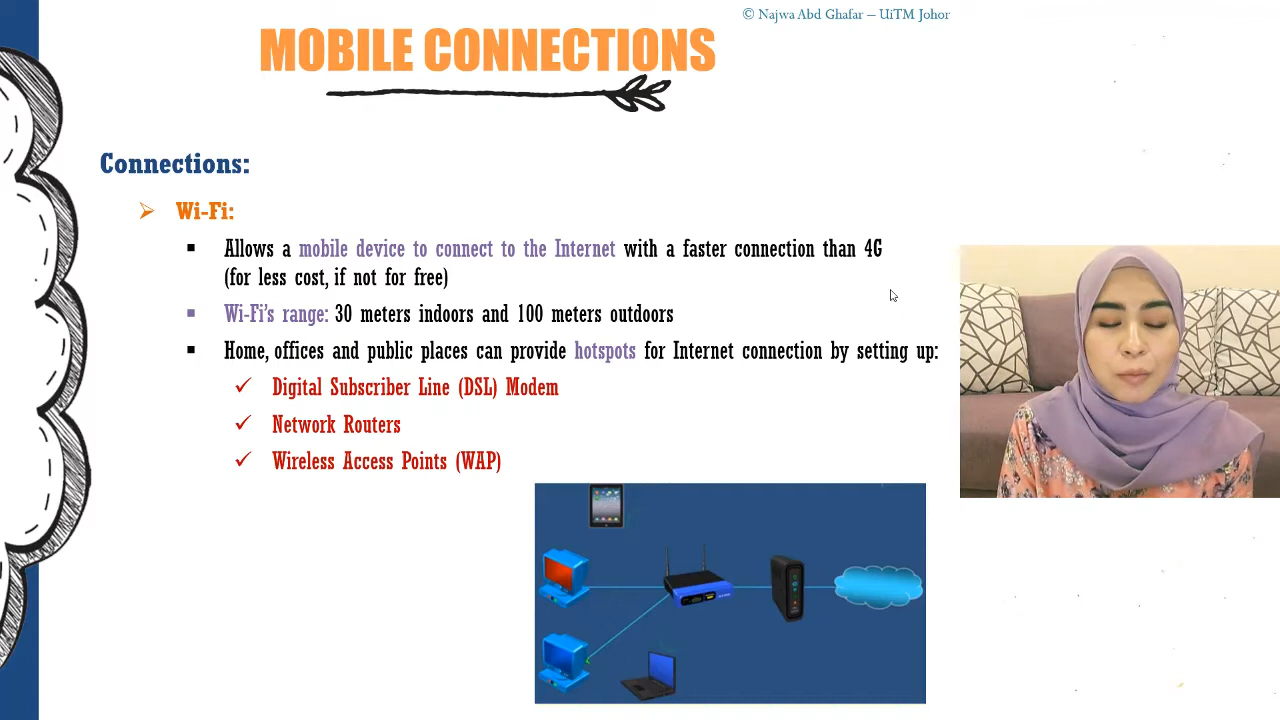 © Najwa Abd Ghafar – UiTM Johor
MOBILE CONNECTIONS
Connections:
Wi-Fi:
Allows a mobile device to connect to the Internet with a faster connection than 4G
(for less cost, if not for free)
Wi-Fi's range: 30 meters indoors and 100 meters outdoors
Home, offices and public places can provide hotspots for Internet connection by setting up:
Digital Subscriber Line (DSL) Modem
Network Routers
Wireless Access Points (WAP)